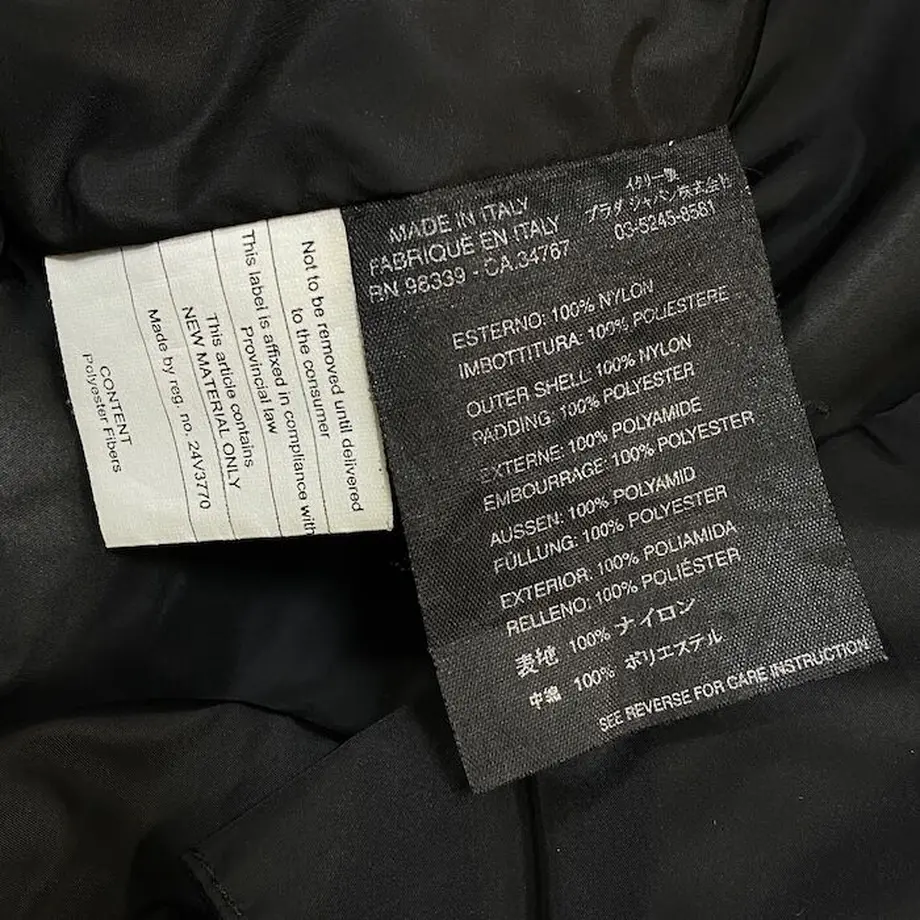 Not to be removed until delivered
to the consumer
This label is affixed in compliance with
Provincial law
This article contains
NEW MATERIAL ONLY
Made by reg. no. 24V3770
CONTENT
Polyester Fibers
MADE IN ITALY
FABRIQUE EN ITALY
RN 98339 - CA.34767
イタリー製
プラダ ジャパン株式会社
03-5245-8561
ESTERNO: 100% NYLON
IMBOTTITURA: 100% POLIESTERE
OUTER SHELL 100% NYLON
PADDING: 100% POLYESTER
EXTERNE: 100% POLYAMIDE
EMBOURRAGE: 100% POLYESTER
AUSSEN: 100% POLYAMID
FÜLLUNG: 100% POLYESTER
EXTERIOR: 100% POLIAMIDA
RELLENO: 100% POLIÉSTER
表地 100% ナイロン
中綿 100% ポリエステル
SEE REVERSE FOR CARE INSTRUCTION